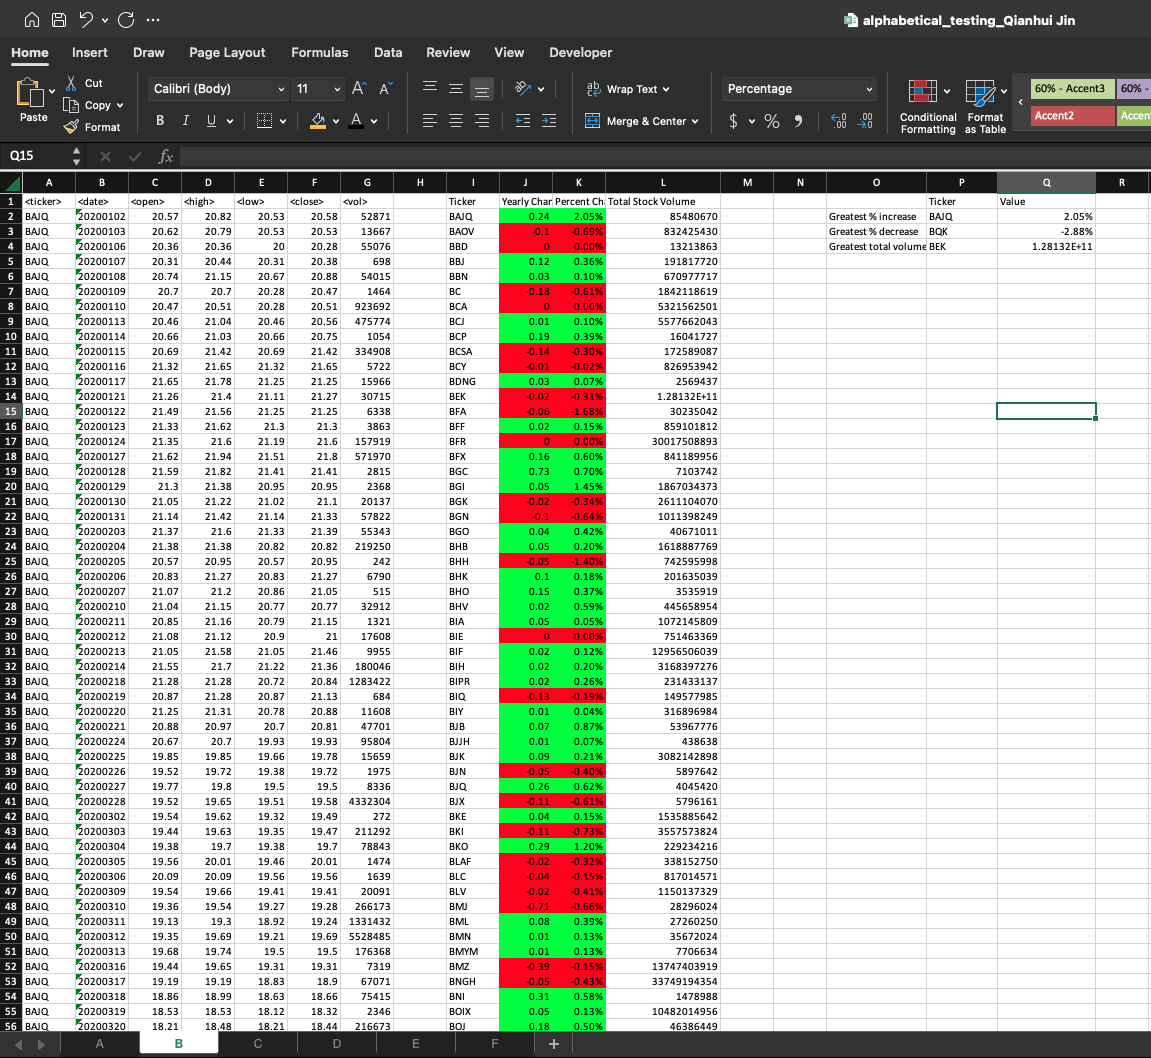 alphabetical_testing_Qianhui Jin
Home Insert Draw Page Layout Formulas Data Review View Developer
Paste
Cut
Copy
Format
Calibri (Body) 11 A A
B I U A
Wrap Text
Merge & Center
Percentage
$ % 9
Conditional Formatting
Format as Table
60% - Accent3 60% -
Accent2 Accen
Q15 fx
A B C D E F G H I J K L M N O P Q R
1 <ticker> <date> <open> <high> <low> <close> <vol> Ticker Yearly Chan Percent Ch Total Stock Volume Ticker Value
2 BAJQ 20200102 20.57 20.82 20.53 20.58 52871 BAJQ 0.24 2.05% 85480670 Greatest % increase BAJQ 2.05%
3 BAJQ 20200103 20.62 20.79 20.53 20.53 13667 BAOV -0.1 -0.69% 832425430 Greatest % decrease BQK -2.88%
4 BAJQ 20200106 20.36 20.36 20 20.28 55076 BBD 0 0.00% 13213863 Greatest total volume BEK 1.28132E+11
5 BAJQ 20200107 20.31 20.44 20.31 20.38 698 BBJ 0.12 0.36% 191817720
6 BAJQ 20200108 20.74 21.15 20.67 20.88 54015 BBN 0.03 0.10% 670977717
7 BAJQ 20200109 20.7 20.7 20.28 20.47 1464 BC -0.18 -0.61% 1842118619
8 BAJQ 20200110 20.47 20.51 20.28 20.51 923692 BCA 0 0.00% 5321562501
9 BAJQ 20200113 20.46 21.04 20.46 20.56 475774 BCJ 0.01 0.10% 5577662043
10 BAJQ 20200114 20.66 21.03 20.66 20.75 1054 BCP 0.19 0.39% 16041727
11 BAJQ 20200115 20.69 21.42 20.69 21.42 334908 BCSA -0.14 -0.30% 172589087
12 BAJQ 20200116 21.32 21.65 21.32 21.65 5722 BCY -0.01 -0.02% 826953942
13 BAJQ 20200117 21.65 21.78 21.25 21.25 15966 BDNG 0.03 0.07% 2569437
14 BAJQ 20200121 21.26 21.4 21.11 21.27 30715 BEK -0.02 -0.31% 1.28132E+11
15 BAJQ 20200122 21.49 21.56 21.25 21.25 6338 BFA -0.06 -1.68% 30235042
16 BAJQ 20200123 21.33 21.62 21.3 21.3 3863 BFF 0.02 0.15% 859101812
17 BAJQ 20200124 21.35 21.6 21.19 21.6 157919 BFR 0 0.00% 30017508893
18 BAJQ 20200127 21.62 21.94 21.51 21.8 571970 BFX 0.16 0.60% 841189956
19 BAJQ 20200128 21.59 21.82 21.41 21.41 2815 BGC 0.73 0.70% 7103742
20 BAJQ 20200129 21.3 21.38 20.95 20.95 2368 BGI 0.05 1.45% 1867034373
21 BAJQ 20200130 21.05 21.22 21.02 21.1 20137 BGK -0.02 -0.34% 2611104070
22 BAJQ 20200131 21.14 21.42 21.14 21.33 57822 BGN -0.1 -0.64% 1011398249
23 BAJQ 20200203 21.37 21.6 21.33 21.39 55343 BGO 0.04 0.42% 40671011
24 BAJQ 20200204 21.38 21.38 20.82 20.82 219250 BHB 0.05 0.20% 1618887769
25 BAJQ 20200205 20.57 20.95 20.57 20.95 242 BHH -0.05 -1.40% 742595998
26 BAJQ 20200206 20.83 21.27 20.83 21.27 6790 BHK 0.1 0.18% 201635039
27 BAJQ 20200207 21.07 21.2 20.86 21.05 515 BHO 0.15 0.37% 3535919
28 BAJQ 20200210 21.04 21.15 20.77 20.77 32912 BHV 0.02 0.59% 445658954
29 BAJQ 20200211 20.85 21.16 20.79 21.15 1321 BIA 0.05 0.05% 1072145809
30 BAJQ 20200212 21.08 21.12 20.9 21 17608 BIE 0 0.00% 751463369
31 BAJQ 20200213 21.05 21.58 21.05 21.46 9955 BIF 0.02 0.12% 12956506039
32 BAJQ 20200214 21.55 21.7 21.22 21.36 180046 BIH 0.02 0.20% 3168397276
33 BAJQ 20200218 21.28 21.28 20.72 20.84 1283422 BIPR 0.02 0.26% 231433137
34 BAJQ 20200219 20.87 21.28 20.87 21.13 684 BIQ -0.13 -0.19% 149577985
35 BAJQ 20200220 21.25 21.31 20.78 20.88 11608 BIY 0.01 0.04% 316896984
36 BAJQ 20200221 20.88 20.97 20.7 20.81 47701 BJB 0.07 0.87% 53967776
37 BAJQ 20200224 20.67 20.7 19.93 19.93 95804 BJJH 0.01 0.07% 438638
38 BAJQ 20200225 19.85 19.85 19.66 19.78 15659 BJK 0.09 0.21% 3082142898
39 BAJQ 20200226 19.52 19.72 19.38 19.72 1975 BJN -0.05 -0.40% 5897642
40 BAJQ 20200227 19.77 19.8 19.5 19.5 8336 BJQ 0.26 0.62% 4045420
41 BAJQ 20200228 19.52 19.65 19.51 19.58 4332304 BJX -0.11 -0.61% 5796161
42 BAJQ 20200302 19.54 19.62 19.32 19.49 272 BKE 0.04 0.15% 1535885642
43 BAJQ 20200303 19.44 19.63 19.35 19.47 211292 BKI -0.11 -0.73% 3557573824
44 BAJQ 20200304 19.38 19.7 19.38 19.7 78843 BKO 0.29 1.20% 229234216
45 BAJQ 20200305 19.56 20.01 19.46 20.01 1474 BLAF -0.02 -0.32% 338152750
46 BAJQ 20200306 20.09 20.09 19.56 19.56 1639 BLC -0.04 -0.15% 817014571
47 BAJQ 20200309 19.54 19.66 19.41 19.41 20091 BLV -0.02 -0.41% 1150137329
48 BAJQ 20200310 19.36 19.54 19.27 19.28 266173 BMJ -0.71 -0.66% 28296024
49 BAJQ 20200311 19.13 19.3 18.92 19.24 1331432 BML 0.08 0.39% 27260250
50 BAJQ 20200312 19.35 19.69 19.21 19.69 5528485 BMN 0.01 0.13% 35672024
51 BAJQ 20200313 19.68 19.74 19.5 19.5 176368 BMYM 0.01 0.13% 7706634
52 BAJQ 20200316 19.44 19.65 19.31 19.31 7319 BMZ -0.39 -0.15% 13747403919
53 BAJQ 20200317 19.19 19.19 18.83 18.9 67071 BNGH -0.05 -0.43% 33749194354
54 BAJQ 20200318 18.86 18.99 18.63 18.66 75415 BNI 0.31 0.58% 1478988
55 BAJQ 20200319 18.53 18.53 18.12 18.32 2346 BOIX 0.05 0.13% 10482014956
56 BAJQ 20200320 18.21 18.48 18.21 18.44 216673 BOJ 0.18 0.50% 46386449
A B C D E F +